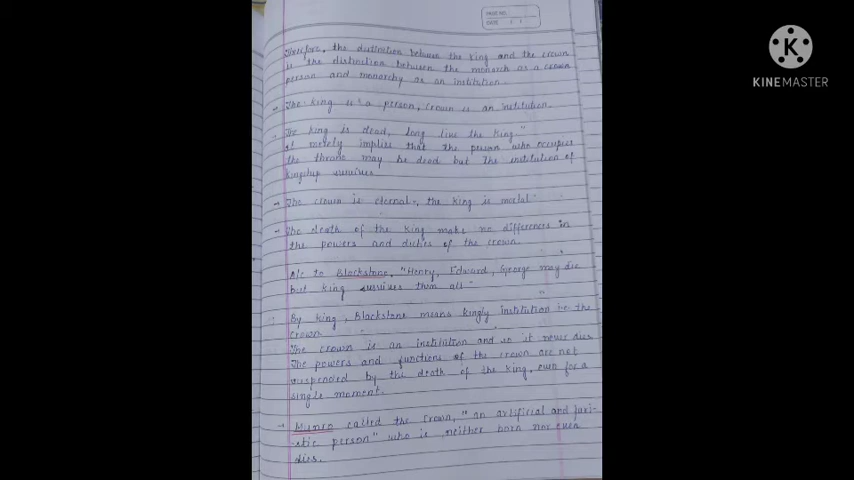 PAGE NO.
DATE / /
Therefore, the distinction between the King and the crown
is the distinction between the monarch as a crown
person and monarchy as an institution.
→ The King is a person, crown is an institution.
The King is dead, long live the King"
It merely implies that the person who occupies
the throne may be dead but the institution of
Kingship survives
→ The crown is eternal, the King is mortal
→ The death of the King make no differences in
the powers and duties of the crown.
A/c to Blackstone, "Henry, Edward, George may die
but King survives them all"
By King, Blackstone means kingly institution i.e. the
Crown.
The Crown is an institution and so it never dies
The powers and functions of the crown are not
suspended by the death of the King, even for a
single moment.
→ Munro called the Crown, "an artificial and juri-
-stic person" who is neither born nor even
dies.
K
KINEMASTER